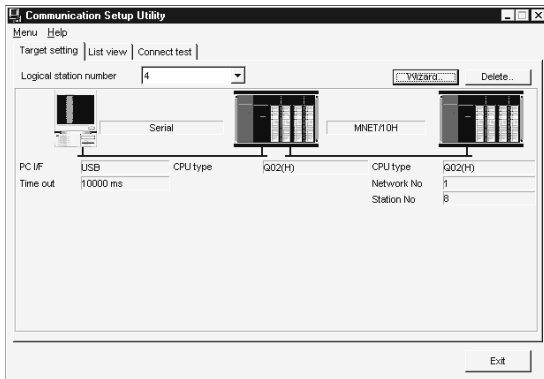 Communication Setup Utility
Menu Help
Target setting List view Connect test
Logical station number 4 Wizard... Delete..
Serial MNET/10H
PC I/F USB CPU type Q02(H) CPU type Q02(H)
Time out 10000 ms Network No 1
Station No 8
Exit